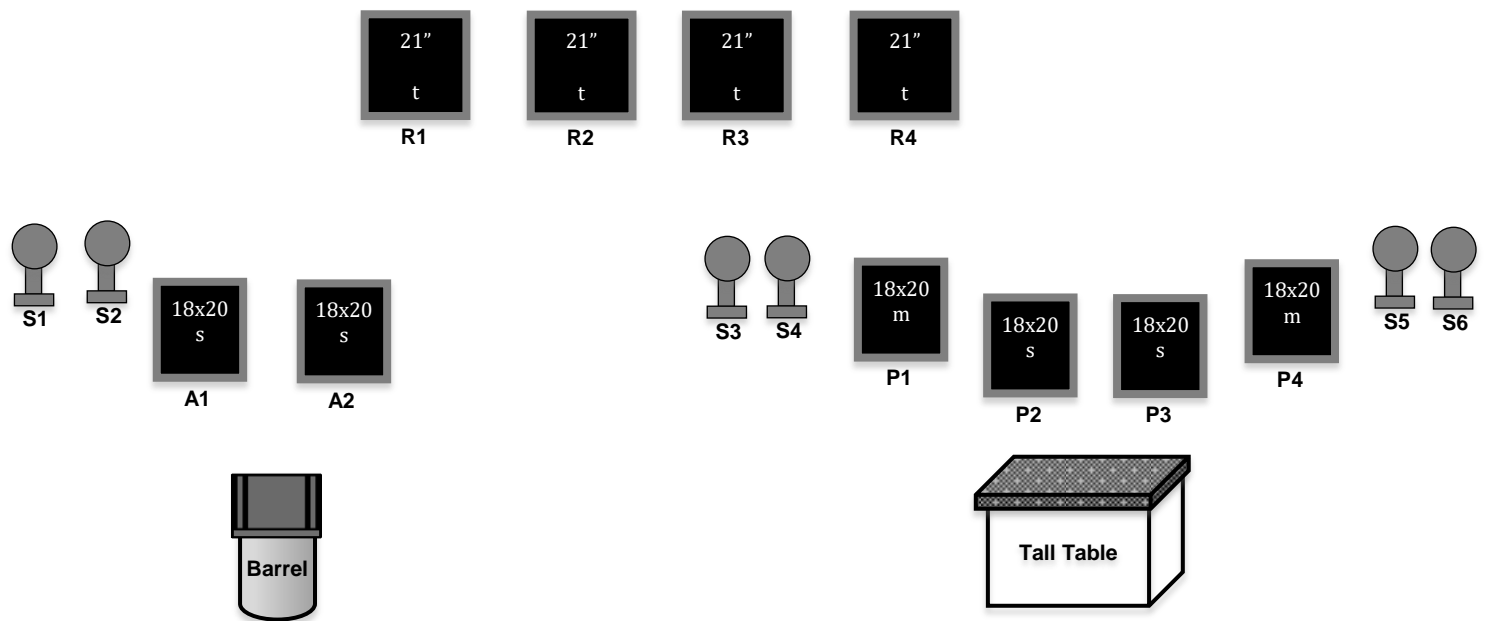 21”
t
21”
t
21”
t
21”
t
R1
R2
R3
R4
S1
S2
18x20
s
18x20
s
A1
A2
S3
S4
18x20
m
18x20
s
18x20
s
18x20
m
P1
P2
P3
P4
S5
S6
Barrel
Tall Table